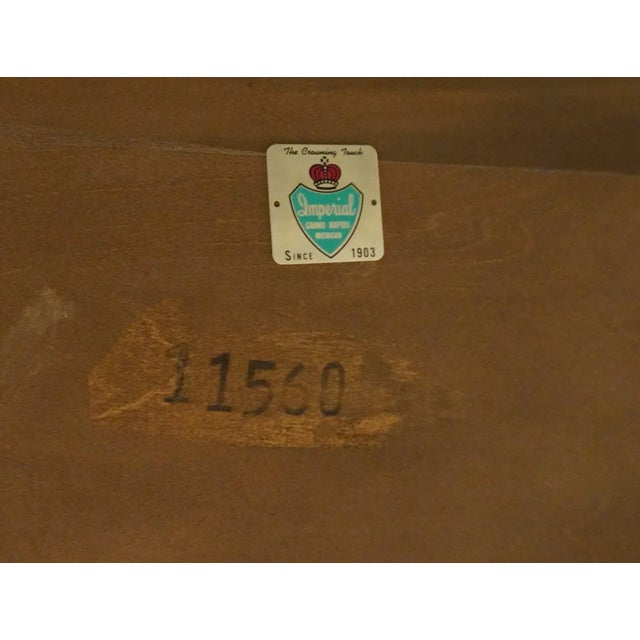 The Crowning Touch
Imperial
GRAND RAPIDS
MICHIGAN
SINCE 1903
11560